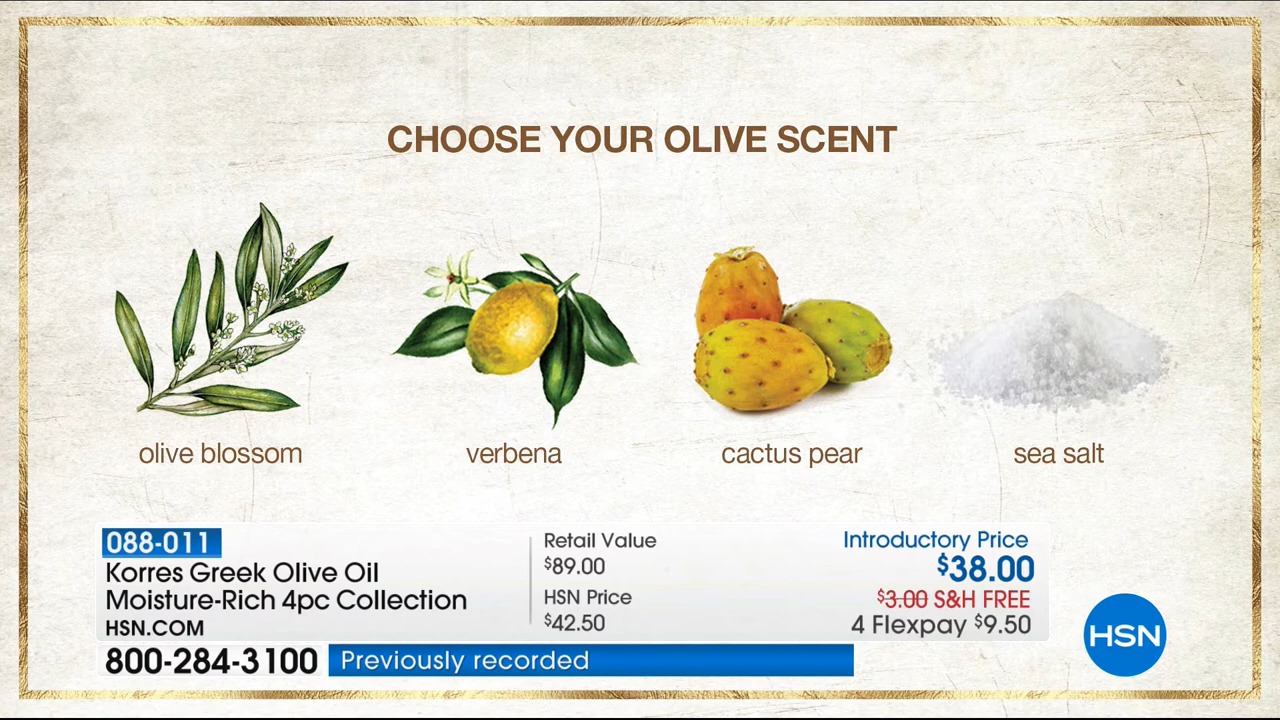 CHOOSE YOUR OLIVE SCENT
olive blossom
verbena
cactus pear
sea salt
088-011
Korres Greek Olive Oil
Moisture-Rich 4pc Collection
HSN.COM
Retail Value
$89.00
HSN Price
$42.50
Introductory Price
$38.00
$3.00 S&H FREE
4 Flexpay $9.50
800-284-3100
Previously recorded
HSN